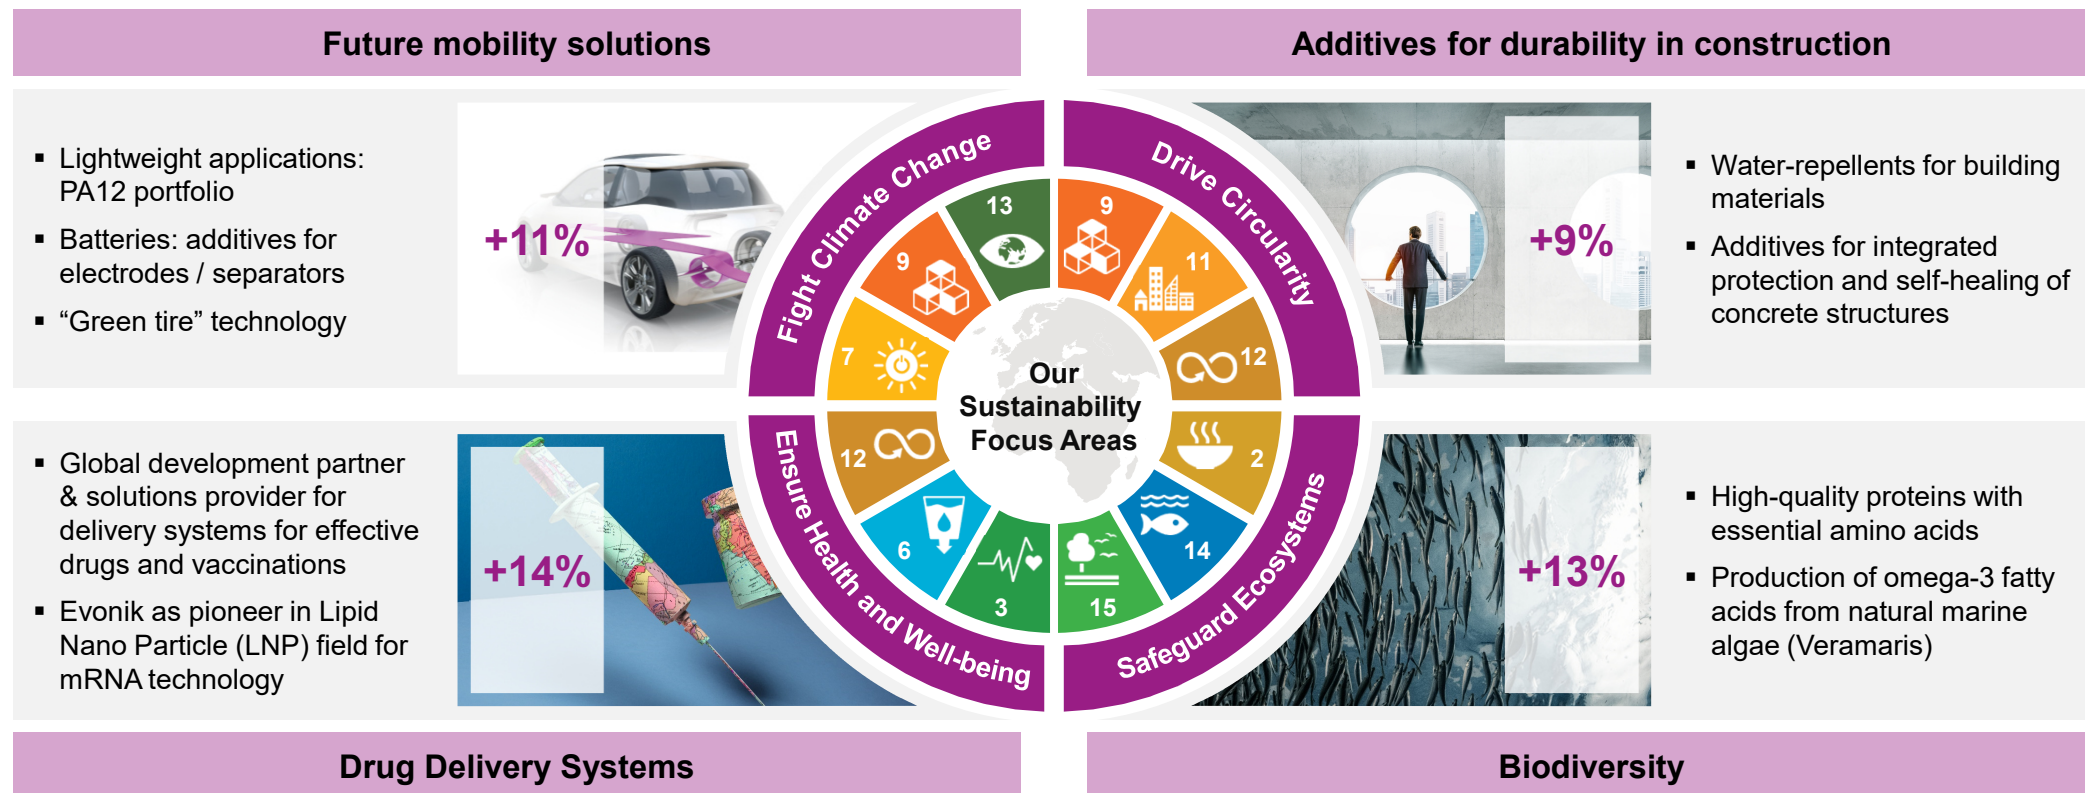 Future mobility solutions
Additives for durability in construction
▪ Lightweight applications:
PA12 portfolio
▪ Batteries: additives for
electrodes / separators
▪ “Green tire” technology
+11%
Fight Climate Change
13
9
7
Drive Circularity
9
11
12
+9%
▪ Water-repellents for building
materials
▪ Additives for integrated
protection and self-healing of
concrete structures
Our
Sustainability
Focus Areas
▪ Global development partner
& solutions provider for
delivery systems for effective
drugs and vaccinations
▪ Evonik as pioneer in Lipid
Nano Particle (LNP) field for
mRNA technology
+14%
Ensure Health and Well-being
12
6
3
Safeguard Ecosystems
2
14
15
+13%
▪ High-quality proteins with
essential amino acids
▪ Production of omega-3 fatty
acids from natural marine
algae (Veramaris)
Drug Delivery Systems
Biodiversity